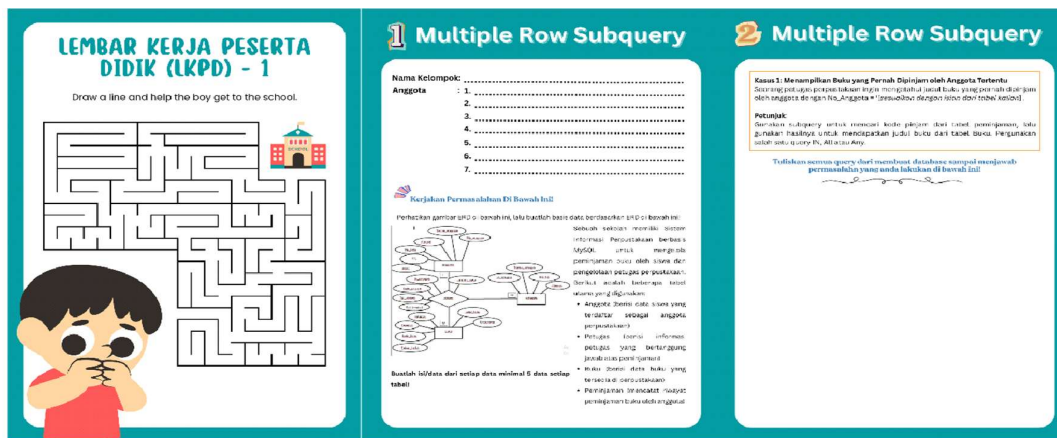 LEMBAR KERJA PESERTA
DIDIK (LKPD) - 1
Draw a line and help the boy get to the school.
SCHOOL
1 Multiple Row Subquery
Nama Kelompok:
Anggota : 1.
2.
3.
4.
5.
6.
7.
Kerjakan Permasalahan Di Bawah Ini!
Perhatikan gambar ERD di bawah ini, lalu buatlah basis data berdasarkan ERD di bawah ini!
Sebuah sekolah memiliki Sistem
Informasi Perpustakaan berbasis
MySQL untuk mengelola
peminjaman buku oleh siswa dan
pengelolaan petugas perpustakaan.
Berikut adalah beberapa tabel
utama yang digunakan:
• Anggota (berisi data siswa yang
terdaftar sebagai anggota
perpustakaan)
• Petugas (berisi informasi
petugas yang bertanggung
jawab atas peminjaman)
• Buku (berisi data buku yang
tersedia di perpustakaan)
• Peminjaman (mencatat riwayat
peminjaman buku oleh anggota)
Buatlah isi/data dari setiap data minimal 5 data setiap
tabel!
2 Multiple Row Subquery
Kasus 1: Menampilkan Buku yang Pernah Dipinjam oleh Anggota Tertentu
Seorang petugas perpustakaan ingin mengetahui judul buku yang pernah dipinjam
oleh anggota dengan No_Anggota = '[sesuaikan dengan isian dari tabel kalian].
Petunjuk:
Gunakan subquery untuk mencari kode pinjam dari tabel peminjaman, lalu
gunakan hasilnya untuk mendapatkan judul buku dari tabel Buku. Pergunakan
salah satu query IN, All atau Any.
Tuliskan semua query dari membuat database sampai menjawab
permasalahn yang anda lakukan di bawah ini!